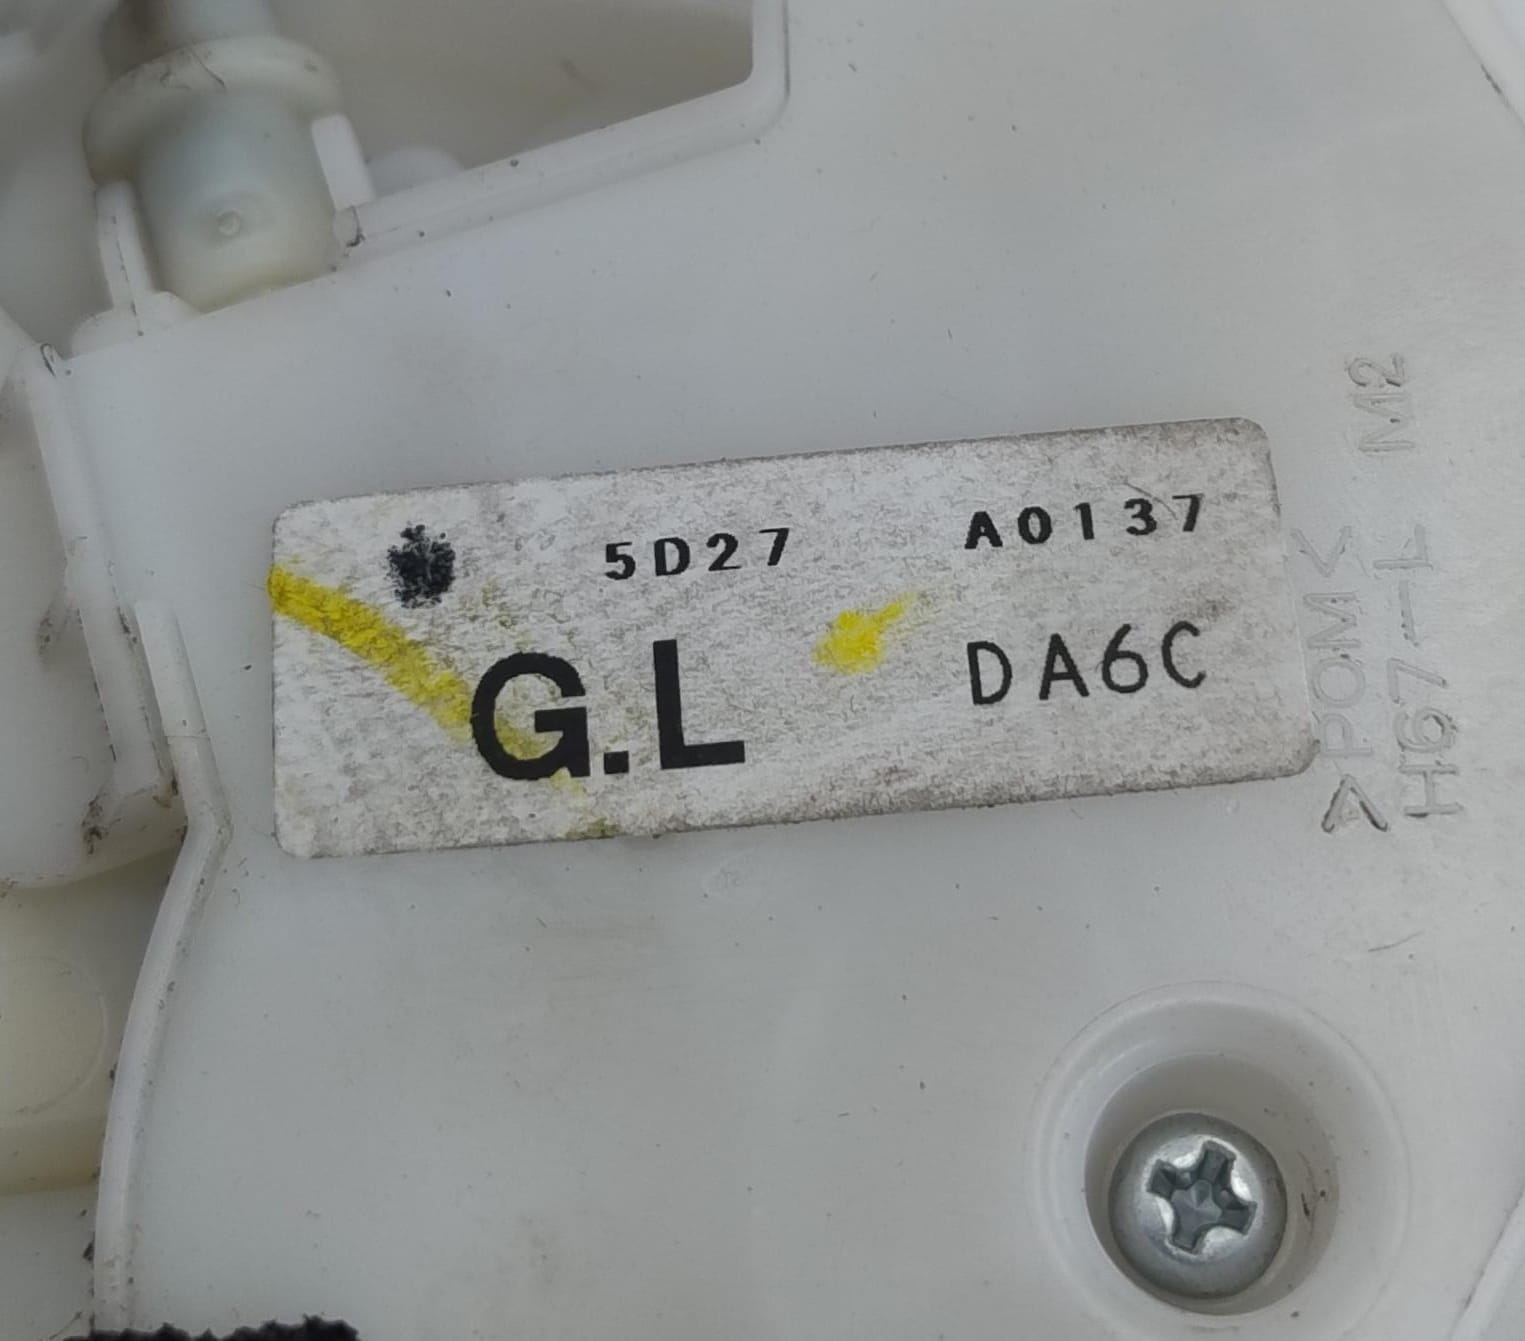 5D27 A0137
G.L DA6C
>POM< M2
H67-L